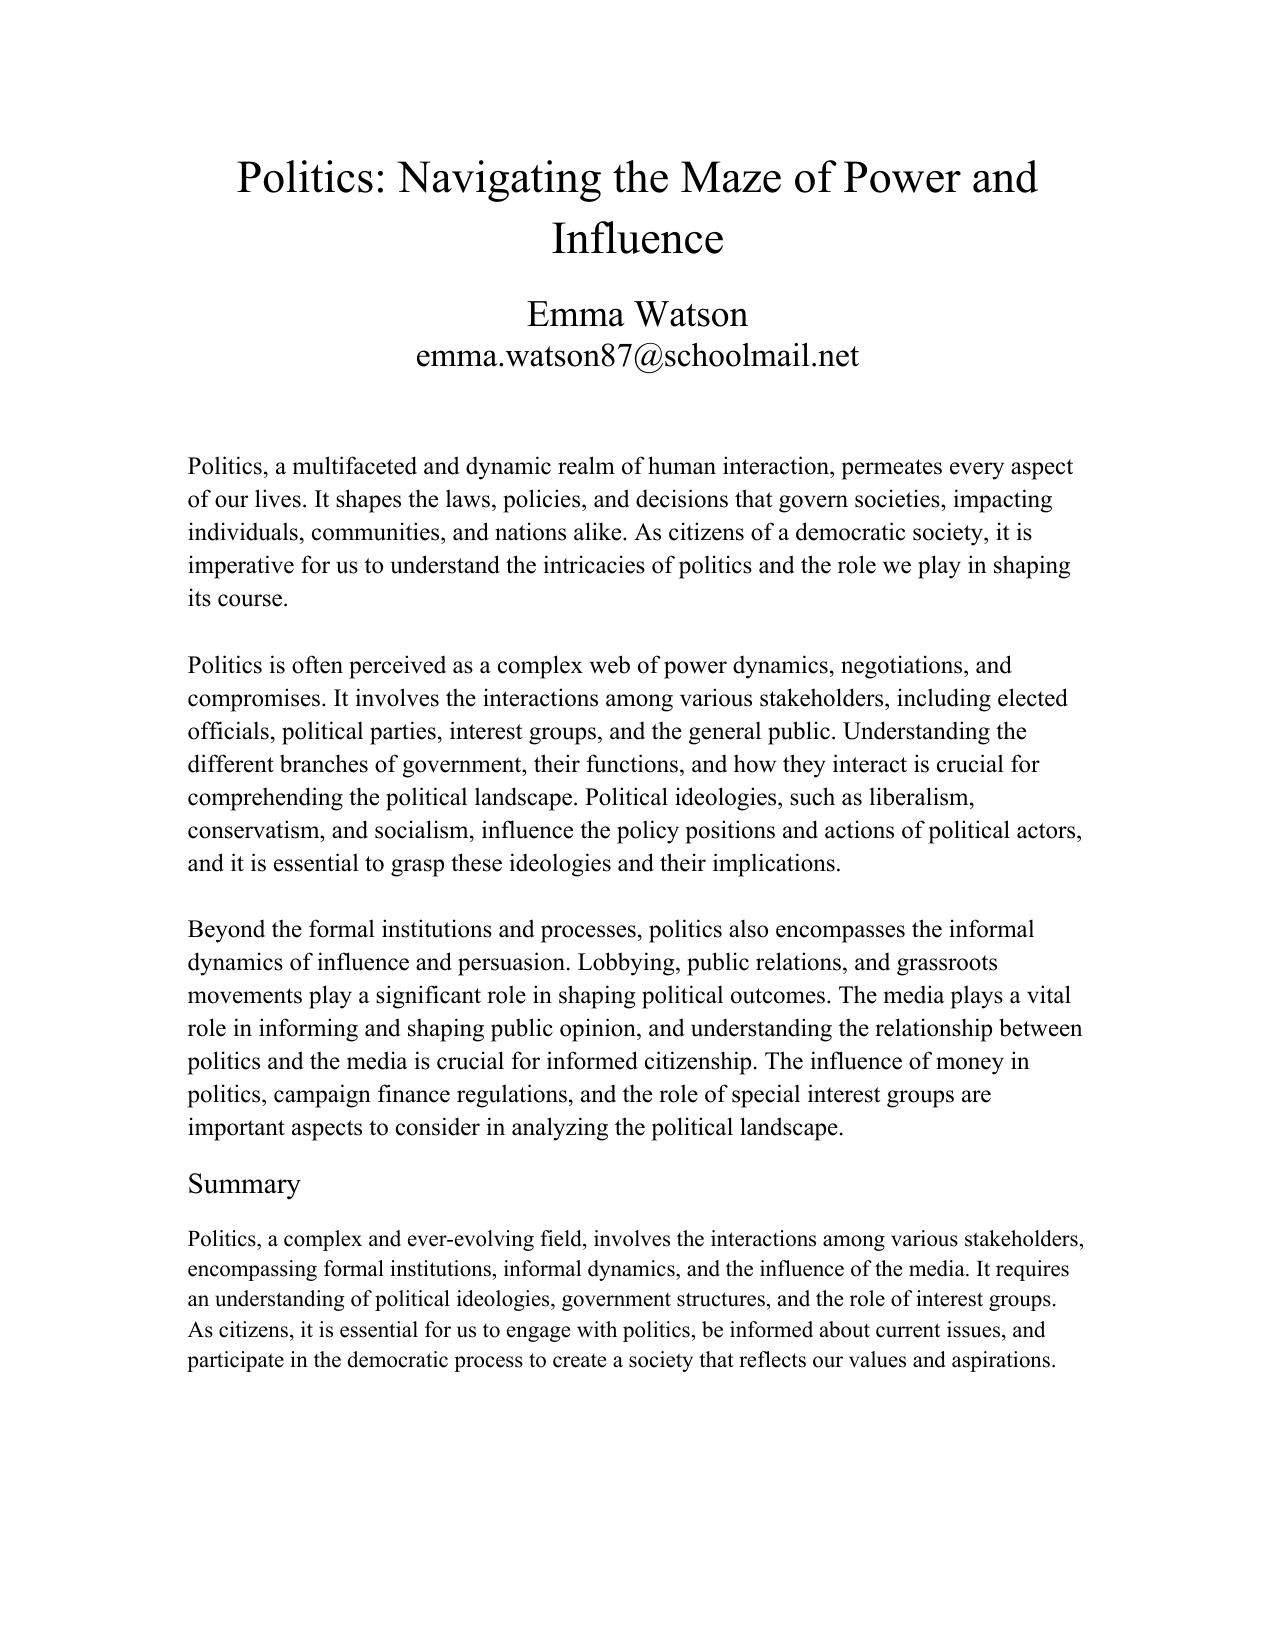 Politics: Navigating the Maze of Power and
Influence
Emma Watson
emma.watson87@schoolmail.net
Politics, a multifaceted and dynamic realm of human interaction, permeates every aspect
of our lives. It shapes the laws, policies, and decisions that govern societies, impacting
individuals, communities, and nations alike. As citizens of a democratic society, it is
imperative for us to understand the intricacies of politics and the role we play in shaping
its course.
Politics is often perceived as a complex web of power dynamics, negotiations, and
compromises. It involves the interactions among various stakeholders, including elected
officials, political parties, interest groups, and the general public. Understanding the
different branches of government, their functions, and how they interact is crucial for
comprehending the political landscape. Political ideologies, such as liberalism,
conservatism, and socialism, influence the policy positions and actions of political actors,
and it is essential to grasp these ideologies and their implications.
Beyond the formal institutions and processes, politics also encompasses the informal
dynamics of influence and persuasion. Lobbying, public relations, and grassroots
movements play a significant role in shaping political outcomes. The media plays a vital
role in informing and shaping public opinion, and understanding the relationship between
politics and the media is crucial for informed citizenship. The influence of money in
politics, campaign finance regulations, and the role of special interest groups are
important aspects to consider in analyzing the political landscape.
Summary
Politics, a complex and ever-evolving field, involves the interactions among various stakeholders,
encompassing formal institutions, informal dynamics, and the influence of the media. It requires
an understanding of political ideologies, government structures, and the role of interest groups.
As citizens, it is essential for us to engage with politics, be informed about current issues, and
participate in the democratic process to create a society that reflects our values and aspirations.